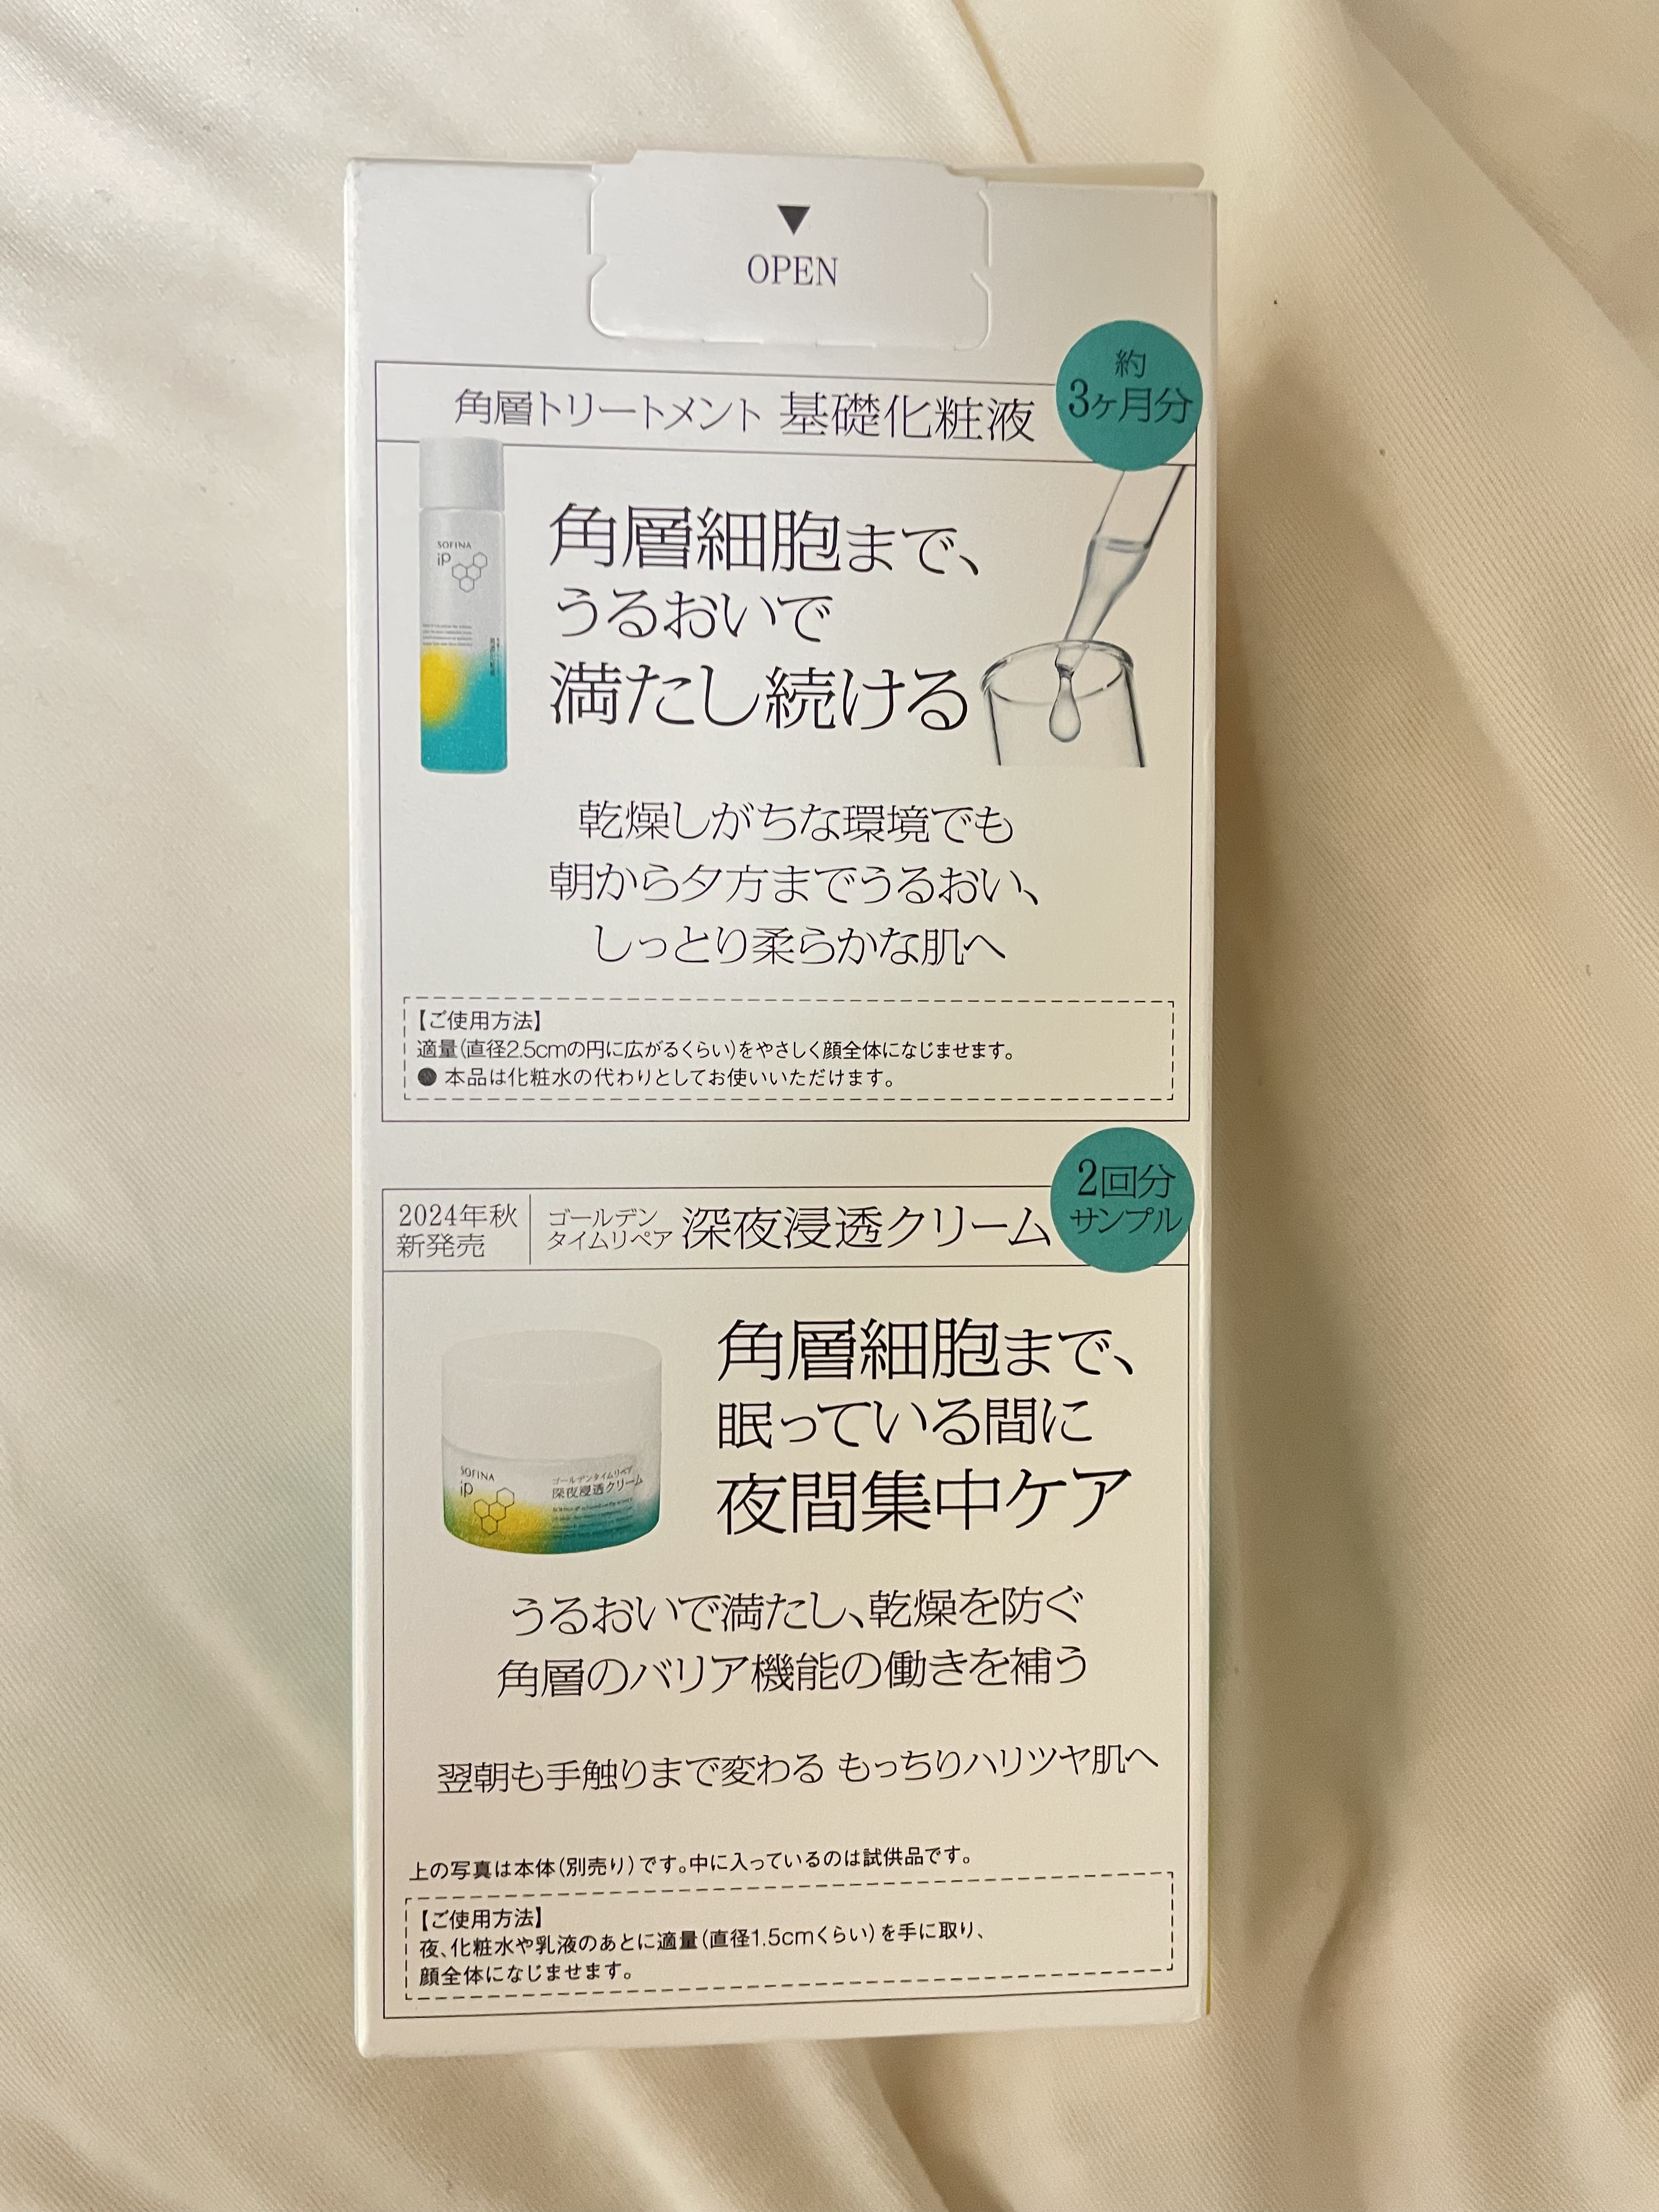 OPEN
約
3ヶ月分
角層トリートメント 基礎化粧液
SOFINA
iP
角層細胞まで、
うるおいで
満たし続ける
乾燥しがちな環境でも
朝から夕方までうるおい、
しっとり柔らかな肌へ
【ご使用方法】
適量(直径2.5cmの円に広がるくらい)をやさしく顔全体になじませます。
● 本品は化粧水の代わりとしてお使いいただけます。
2回分
サンプル
2024年秋
新発売
ゴールデン
タイムリペア 深夜浸透クリーム
角層細胞まで、
眠っている間に
夜間集中ケア
SOFINA
iP
ゴールデンタイムリペア
深夜浸透クリーム
うるおいで満たし、乾燥を防ぐ
角層のバリア機能の働きを補う
翌朝も手触りまで変わる もっちりハリツヤ肌へ
上の写真は本体(別売り)です。中に入っているのは試供品です。
【ご使用方法】
夜、化粧水や乳液のあとに適量(直径1.5cmくらい)を手に取り、
顔全体になじませます。